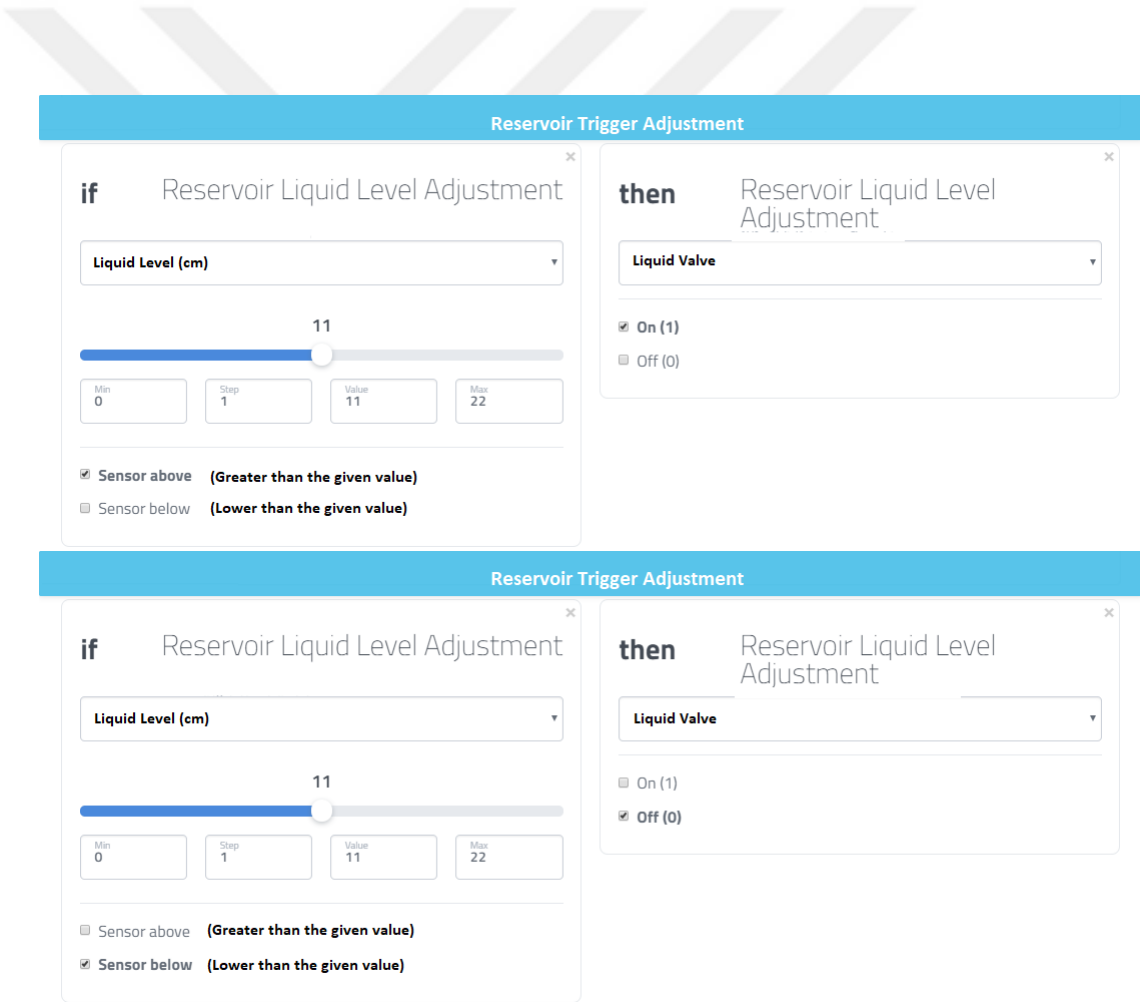 Reservoir Trigger Adjustment
if
Reservoir Liquid Level Adjustment
Liquid Level (cm)
11
Min
0
Step
1
Value
11
Max
22
Sensor above (Greater than the given value)
Sensor below (Lower than the given value)
then
Reservoir Liquid Level
Adjustment
Liquid Valve
On (1)
Off (0)
Reservoir Trigger Adjustment
if
Reservoir Liquid Level Adjustment
Liquid Level (cm)
11
Min
0
Step
1
Value
11
Max
22
Sensor above (Greater than the given value)
Sensor below (Lower than the given value)
then
Reservoir Liquid Level
Adjustment
Liquid Valve
On (1)
Off (0)